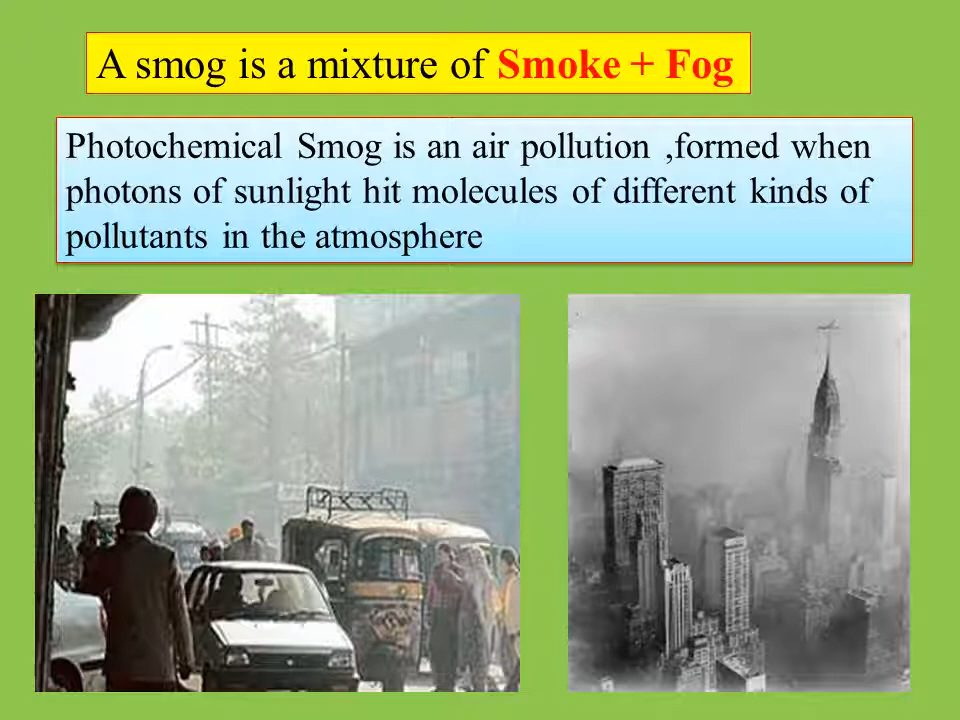 A smog is a mixture of Smoke + Fog
Photochemical Smog is an air pollution ,formed when
photons of sunlight hit molecules of different kinds of
pollutants in the atmosphere